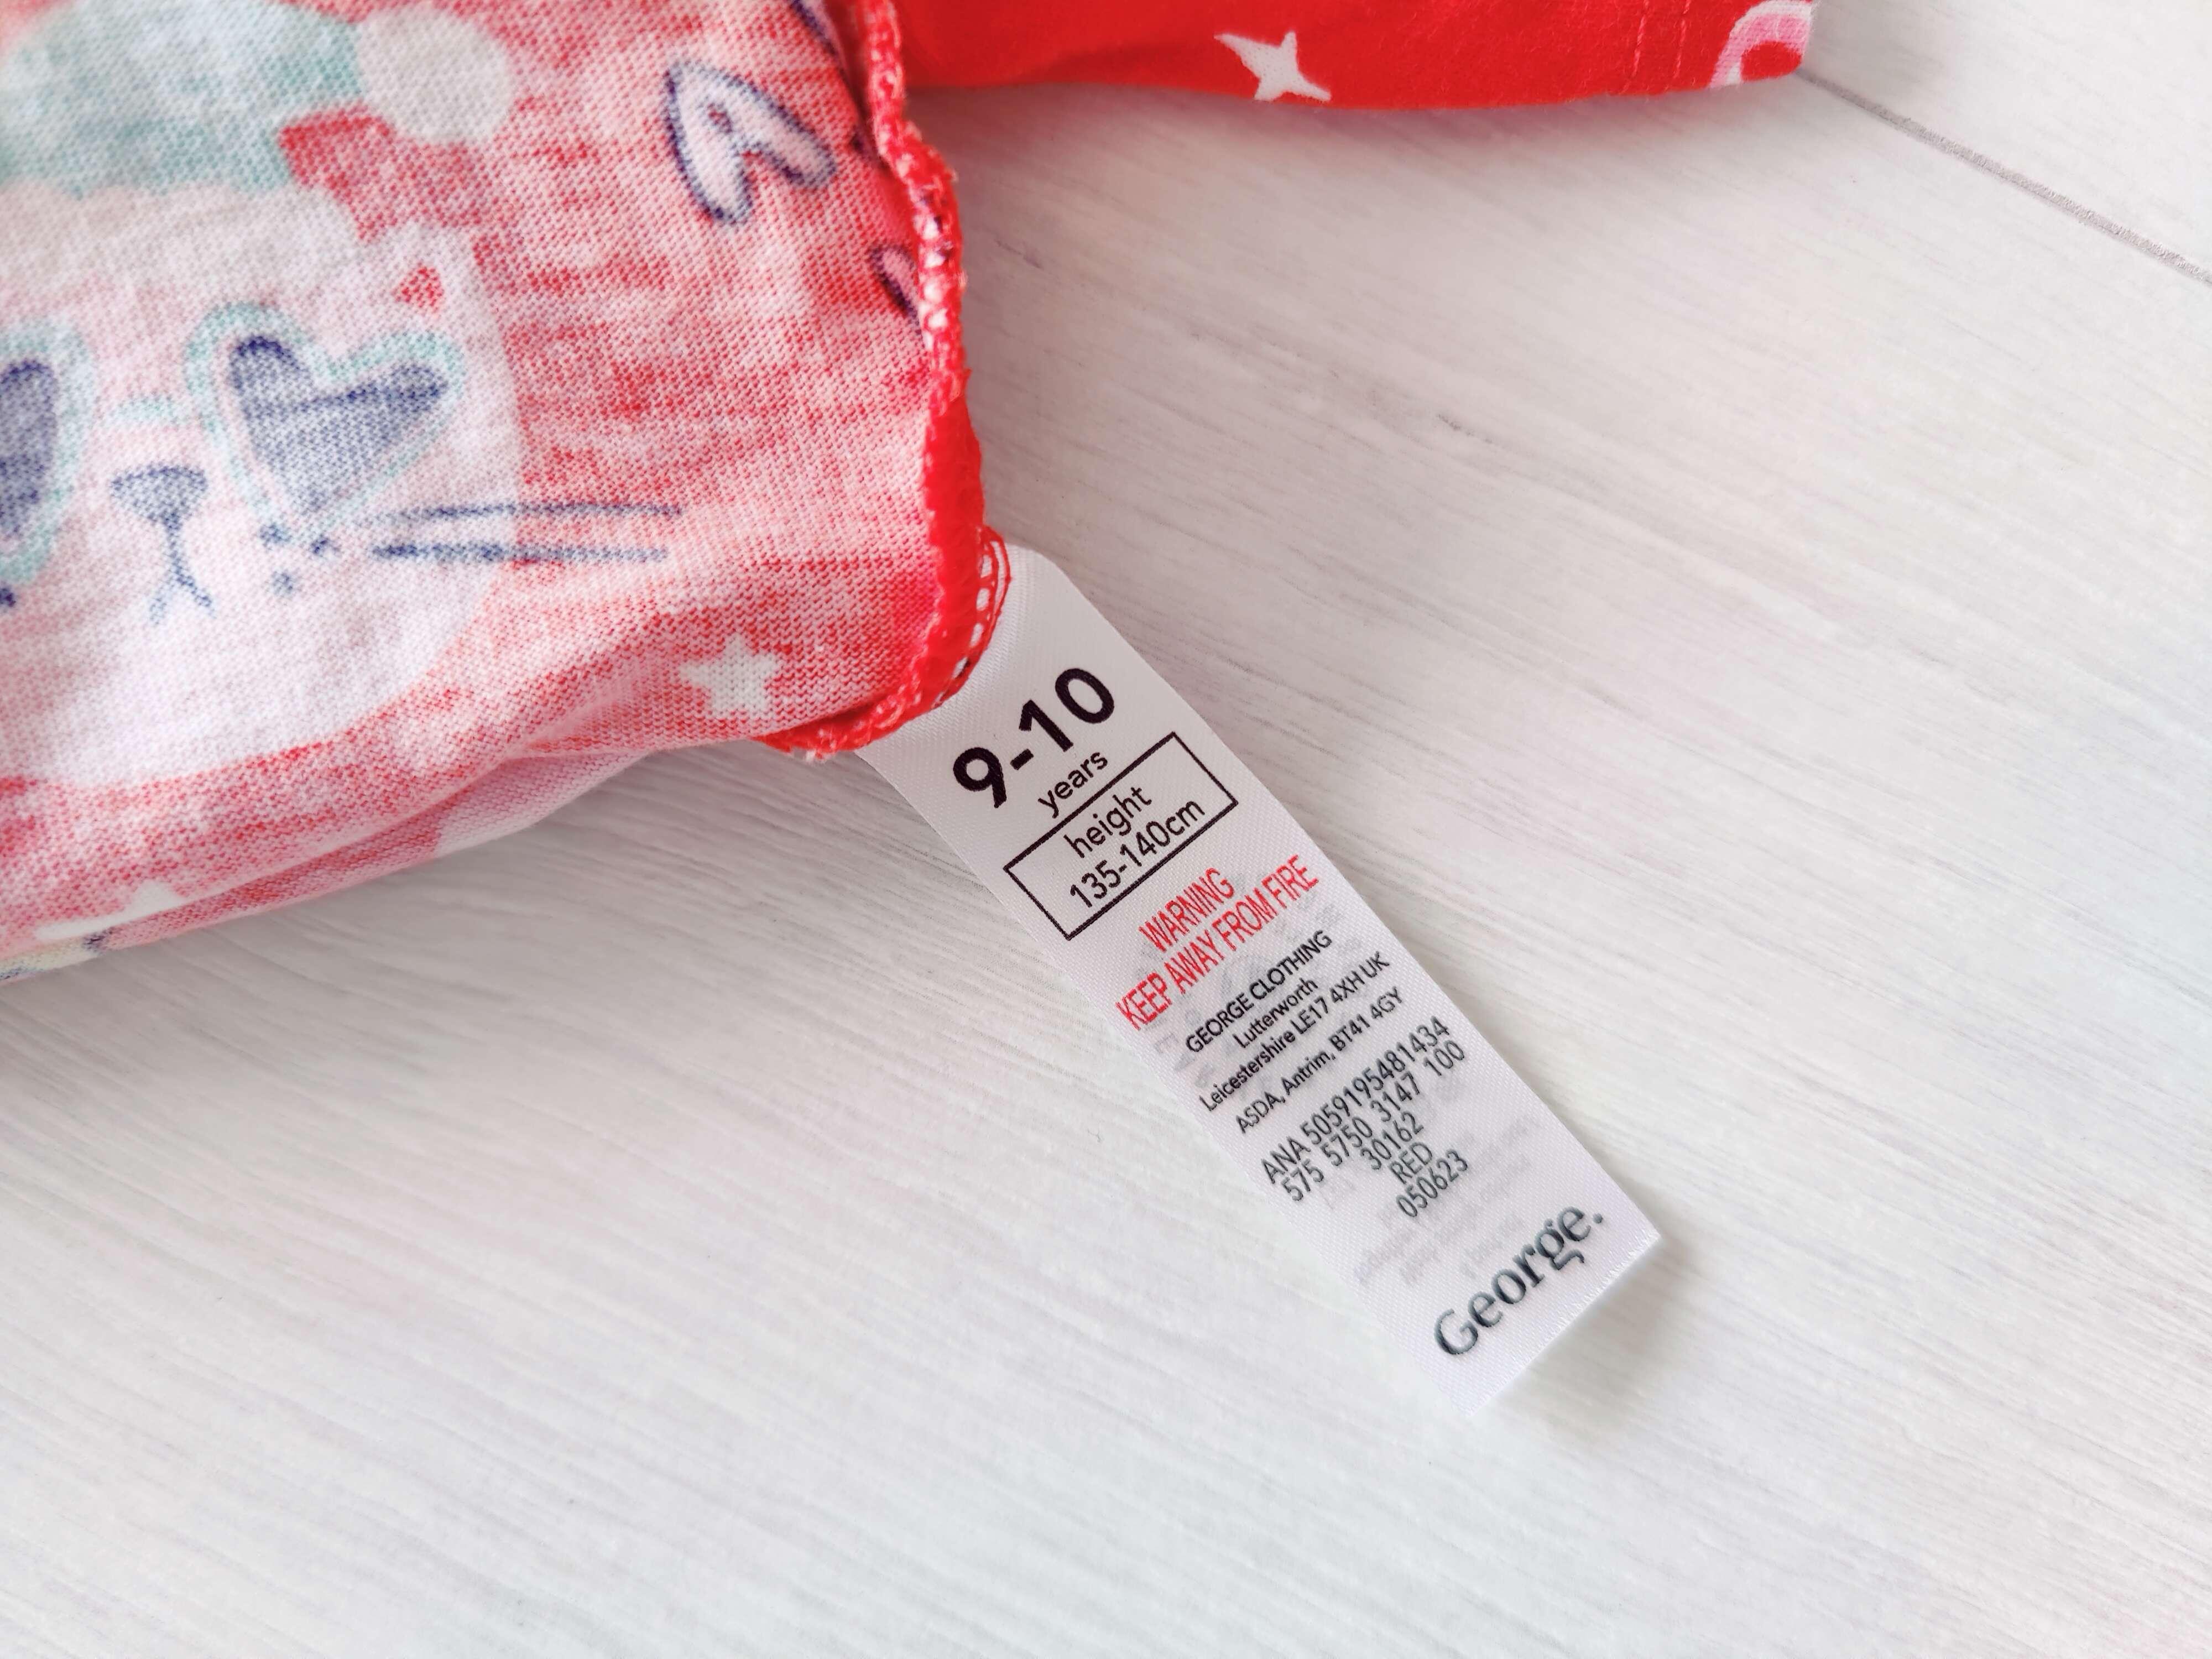 9-10
years
height
135-140cm
WARNING
KEEP AWAY FROM FIRE
GEORGE CLOTHING
Lutterworth
Leicestershire LE17 4XH UK
ASDA, Antrim, BT41 4GY
ANA 5059195481434
575 5750 3147 100
30162
RED
050623
George.